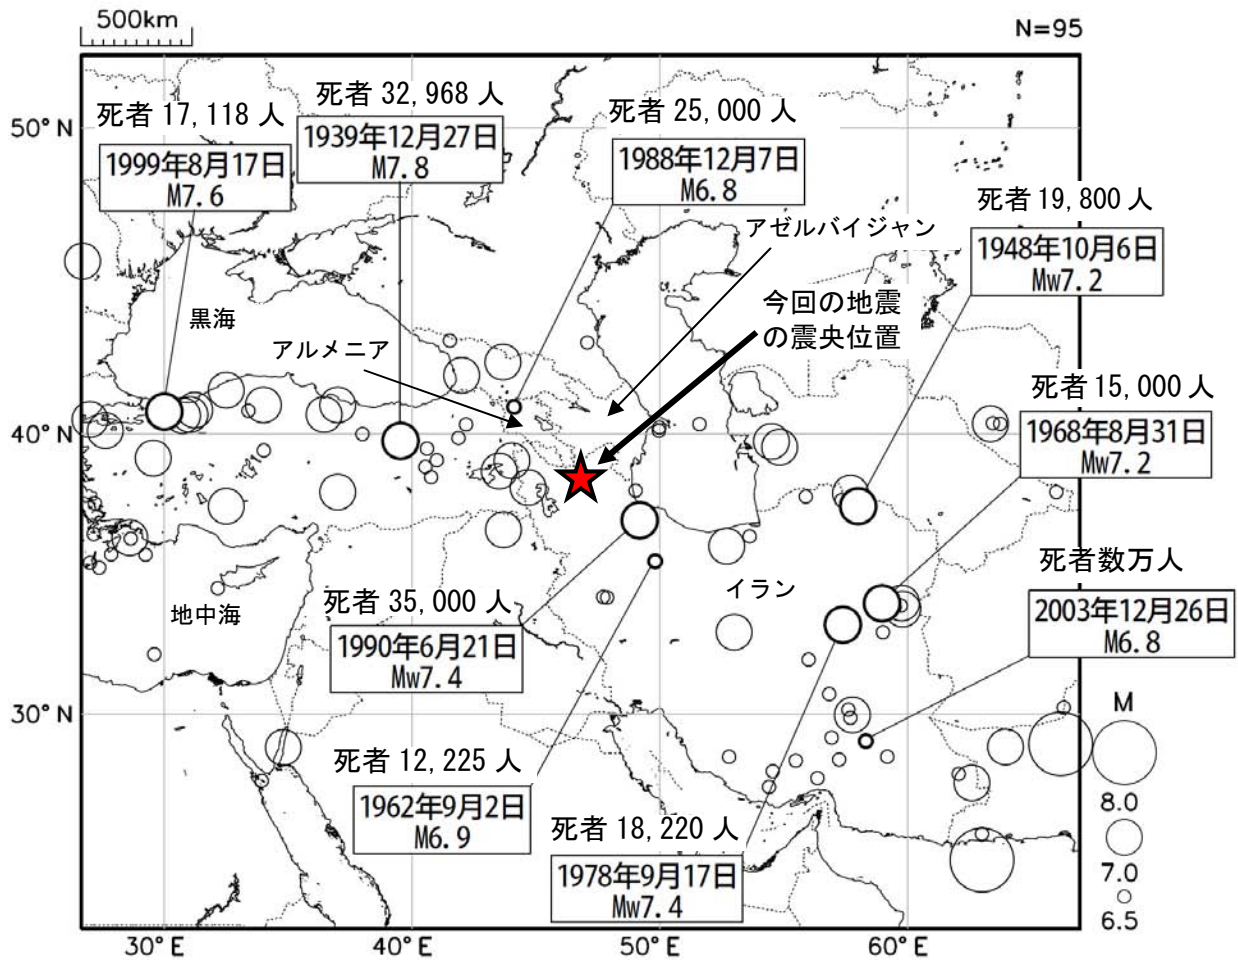 500km
N=95
死者 17,118 人
1999年8月17日
M7.6
死者 32,968 人
1939年12月27日
M7.8
死者 25,000 人
1988年12月7日
M6.8
死者 19,800 人
1948年10月6日
Mw7.2
アゼルバイジャン
今回の地震
の震央位置
黒海
アルメニア
死者 15,000 人
1968年8月31日
Mw7.2
死者数万人
2003年12月26日
M6.8
イラン
地中海
死者 35,000 人
1990年6月21日
Mw7.4
死者 12,225 人
1962年9月2日
M6.9
死者 18,220 人
1978年9月17日
Mw7.4
M
8.0
7.0
6.5
50°N
40°N
30°N
30°E
40°E
50°E
60°E